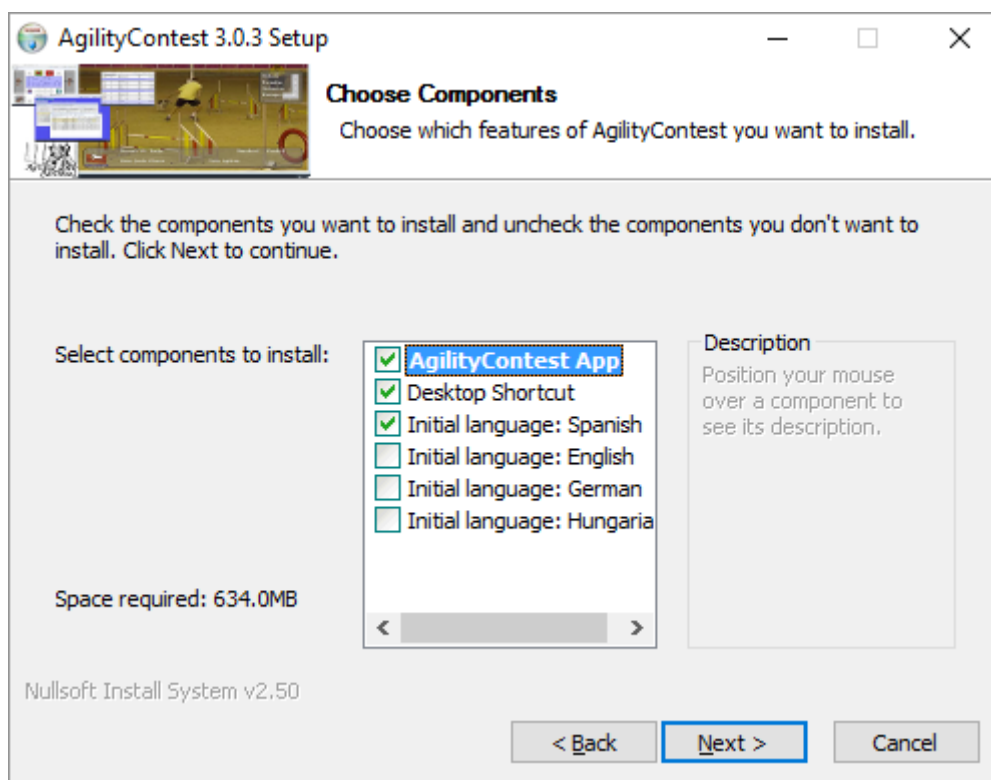 AgilityContest 3.0.3 Setup
Choose Components
Choose which features of AgilityContest you want to install.
Check the components you want to install and uncheck the components you don't want to
install. Click Next to continue.
Select components to install:
AgilityContest App
Desktop Shortcut
Initial language: Spanish
Initial language: English
Initial language: German
Initial language: Hungaria
Description
Position your mouse
over a component to
see its description.
Space required: 634.0MB
Nullsoft Install System v2.50
< Back
Next >
Cancel